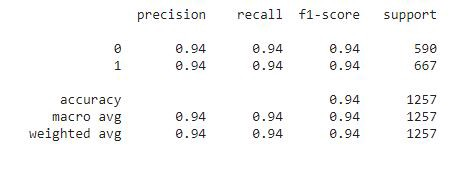 precision recall f1-score support
0 0.94 0.94 0.94 590
1 0.94 0.94 0.94 667
accuracy 0.94 1257
macro avg 0.94 0.94 0.94 1257
weighted avg 0.94 0.94 0.94 1257